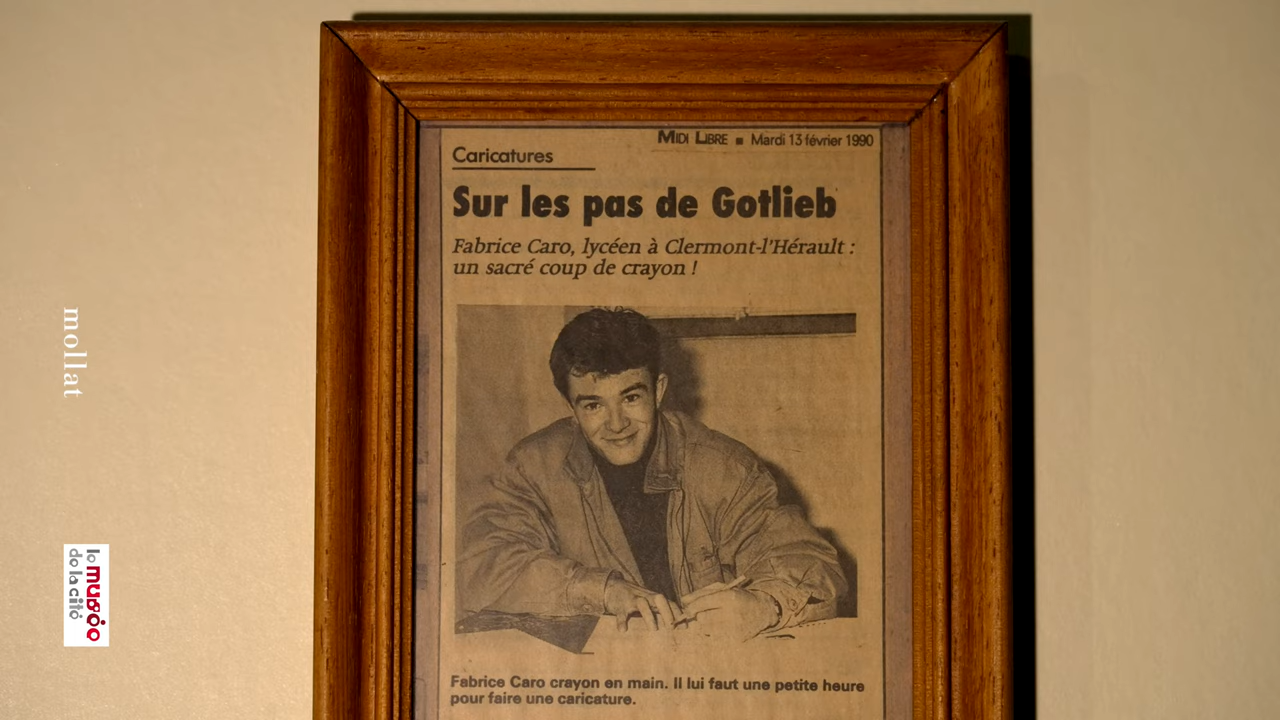 MIDI LIBRE ■ Mardi 13 février 1990
Caricatures
Sur les pas de Gotlieb
Fabrice Caro, lycéen à Clermont-l'Hérault :
un sacré coup de crayon !
Fabrice Caro crayon en main. Il lui faut une petite heure
pour faire une caricature.
mollat
le musée
de la cité